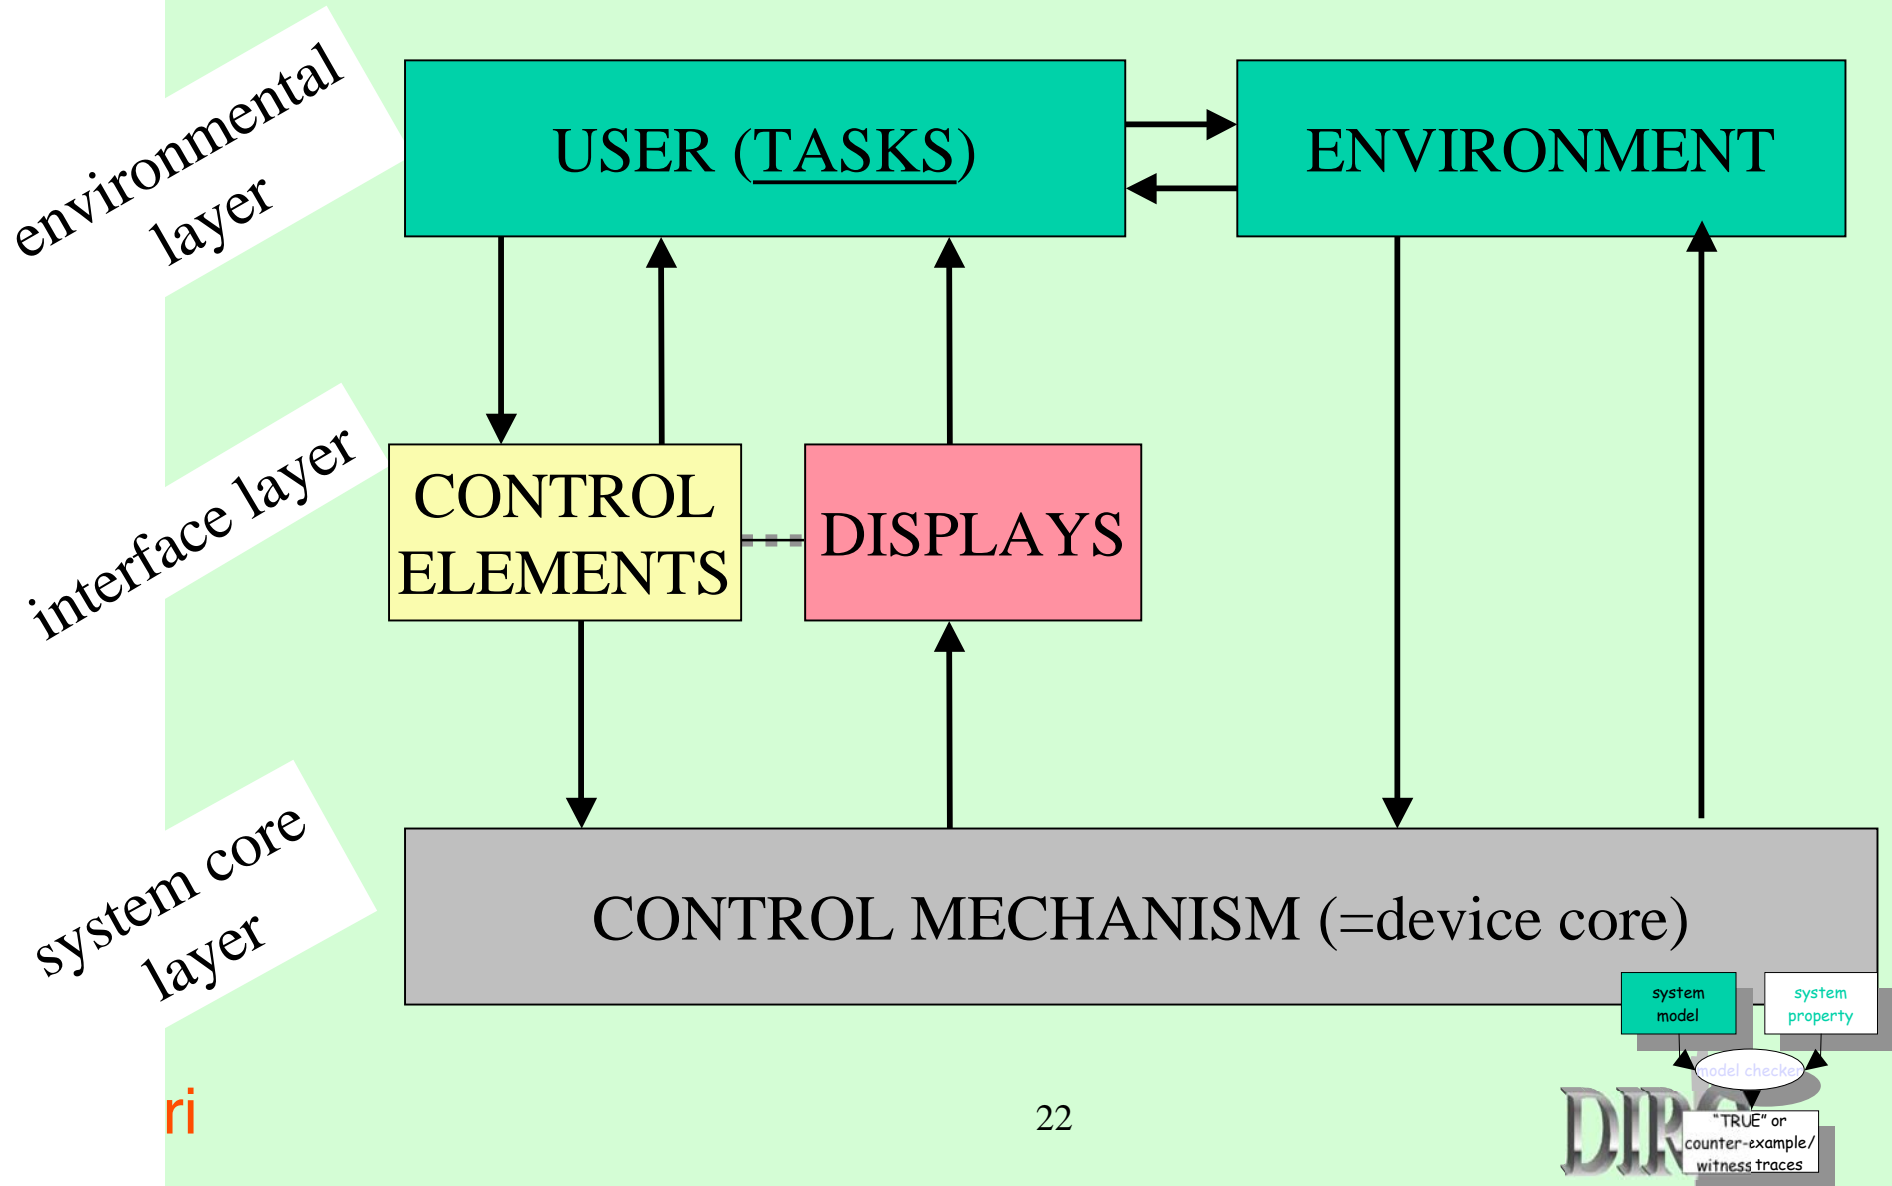 environmental
layer
USER (TASKS)
ENVIRONMENT
interface layer
CONTROL
ELEMENTS
DISPLAYS
system core
layer
CONTROL MECHANISM (=device core)
system
model
system
property
model checker
ri
22
"TRUE" or
counter-example/
witness traces